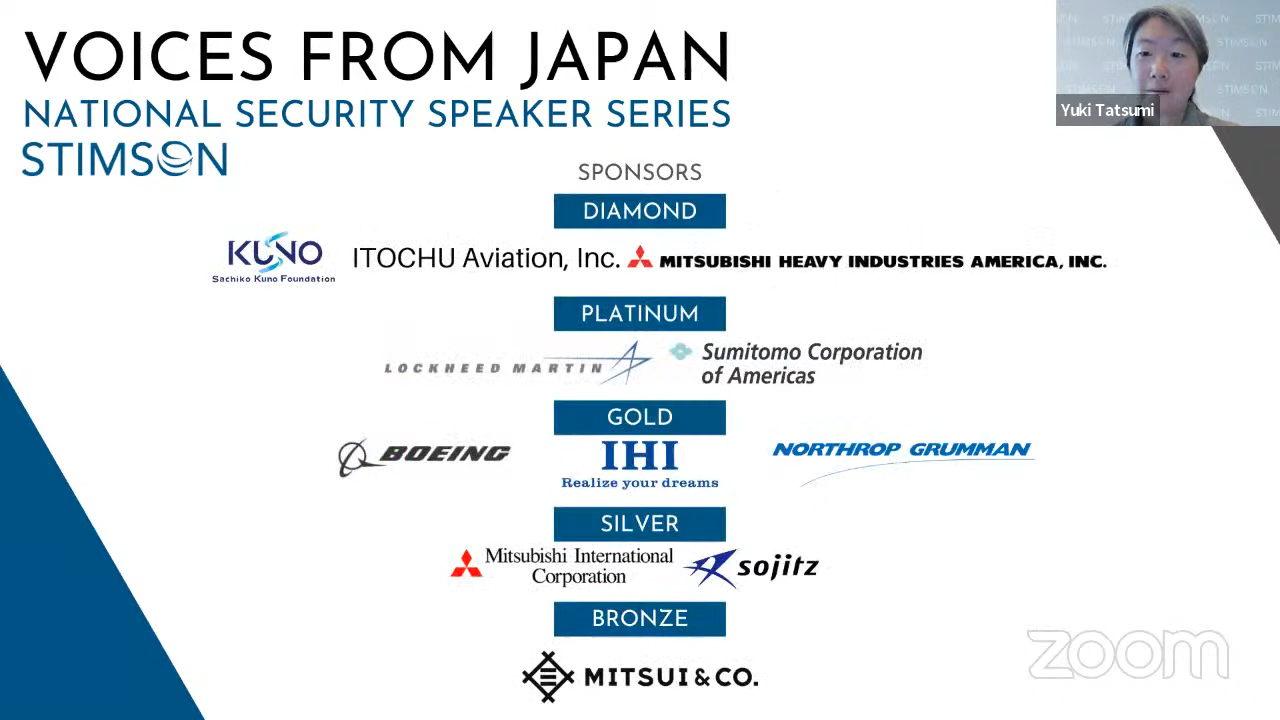 VOICES FROM JAPAN
NATIONAL SECURITY SPEAKER SERIES
STIMSON
Yuki Tatsumi
SPONSORS
DIAMOND
KUNO
Sachiko Kuno Foundation
ITOCHU Aviation, Inc.
MITSUBISHI HEAVY INDUSTRIES AMERICA, INC.
PLATINUM
LOCKHEED MARTIN
Sumitomo Corporation
of Americas
GOLD
BOEING
IHI
Realize your dreams
NORTHROP GRUMMAN
SILVER
Mitsubishi International
Corporation
sojitz
BRONZE
MITSUI & CO.
zoom